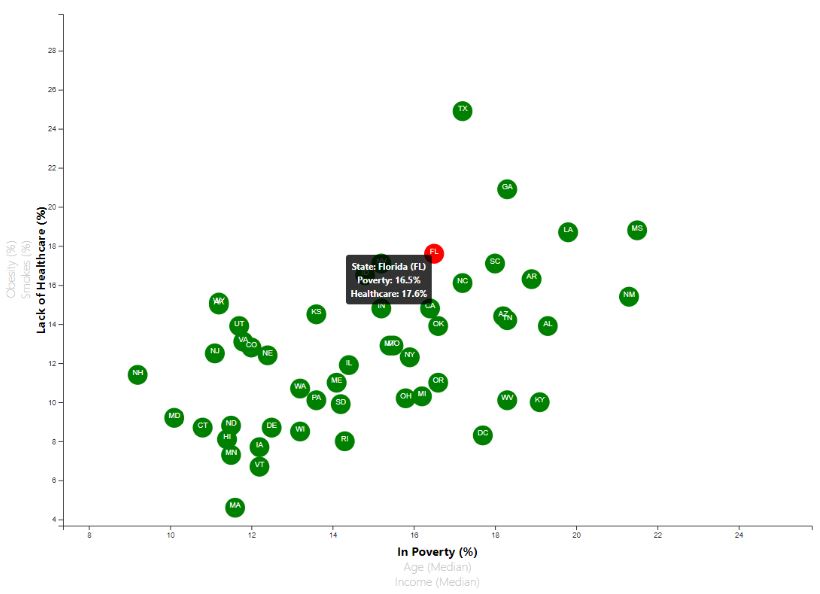 28
26
24
22
20
18
16
14
12
10
8
6
4
Obesity (%)
Smokes (%)
Lack of Healthcare (%)
TX
GA
LA
MS
FL
State: Florida (FL)
Poverty: 16.5%
Healthcare: 17.6%
SC
NC
AR
NM
IN
CA
KS
UT
OK
AZ
TN
AL
VA
CO
NJ
NE
NY
IL
NH
WA
ME
OR
PA
SD
OH
MI
WV
KY
MD
CT
ND
DE
WI
HI
RI
DC
IA
MN
VT
MA
8
10
12
14
16
18
20
22
24
In Poverty (%)
Age (Median)
Income (Median)